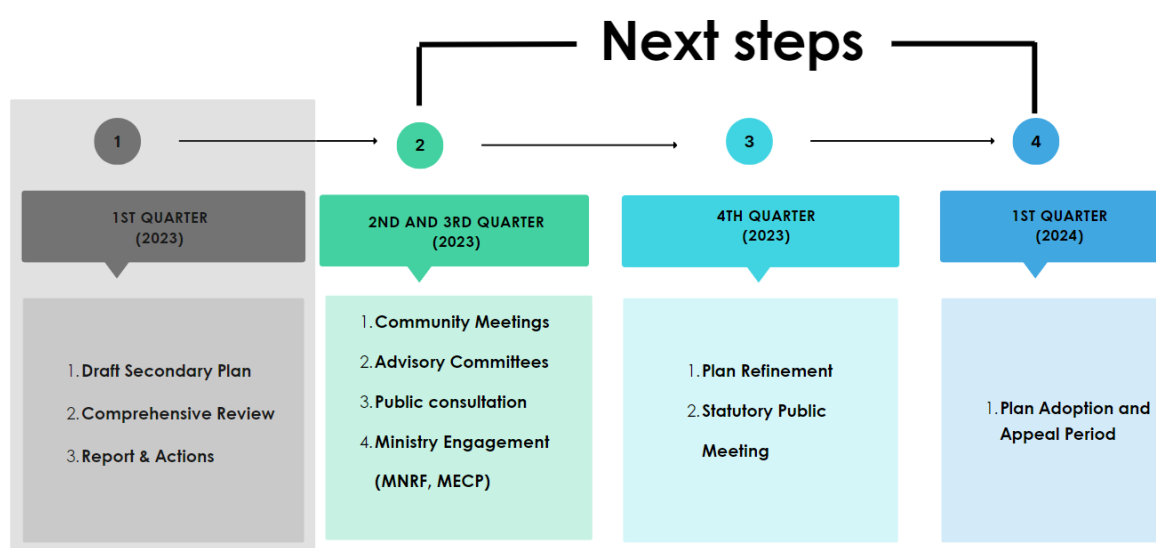 Next steps
1
2
3
4
1ST QUARTER
(2023)
2ND AND 3RD QUARTER
(2023)
4TH QUARTER
(2023)
1ST QUARTER
(2024)
1. Draft Secondary Plan
2. Comprehensive Review
3. Report & Actions
1. Community Meetings
2. Advisory Committees
3. Public consultation
4. Ministry Engagement
(MNRF, MECP)
1. Plan Refinement
2. Statutory Public
Meeting
1. Plan Adoption and
Appeal Period